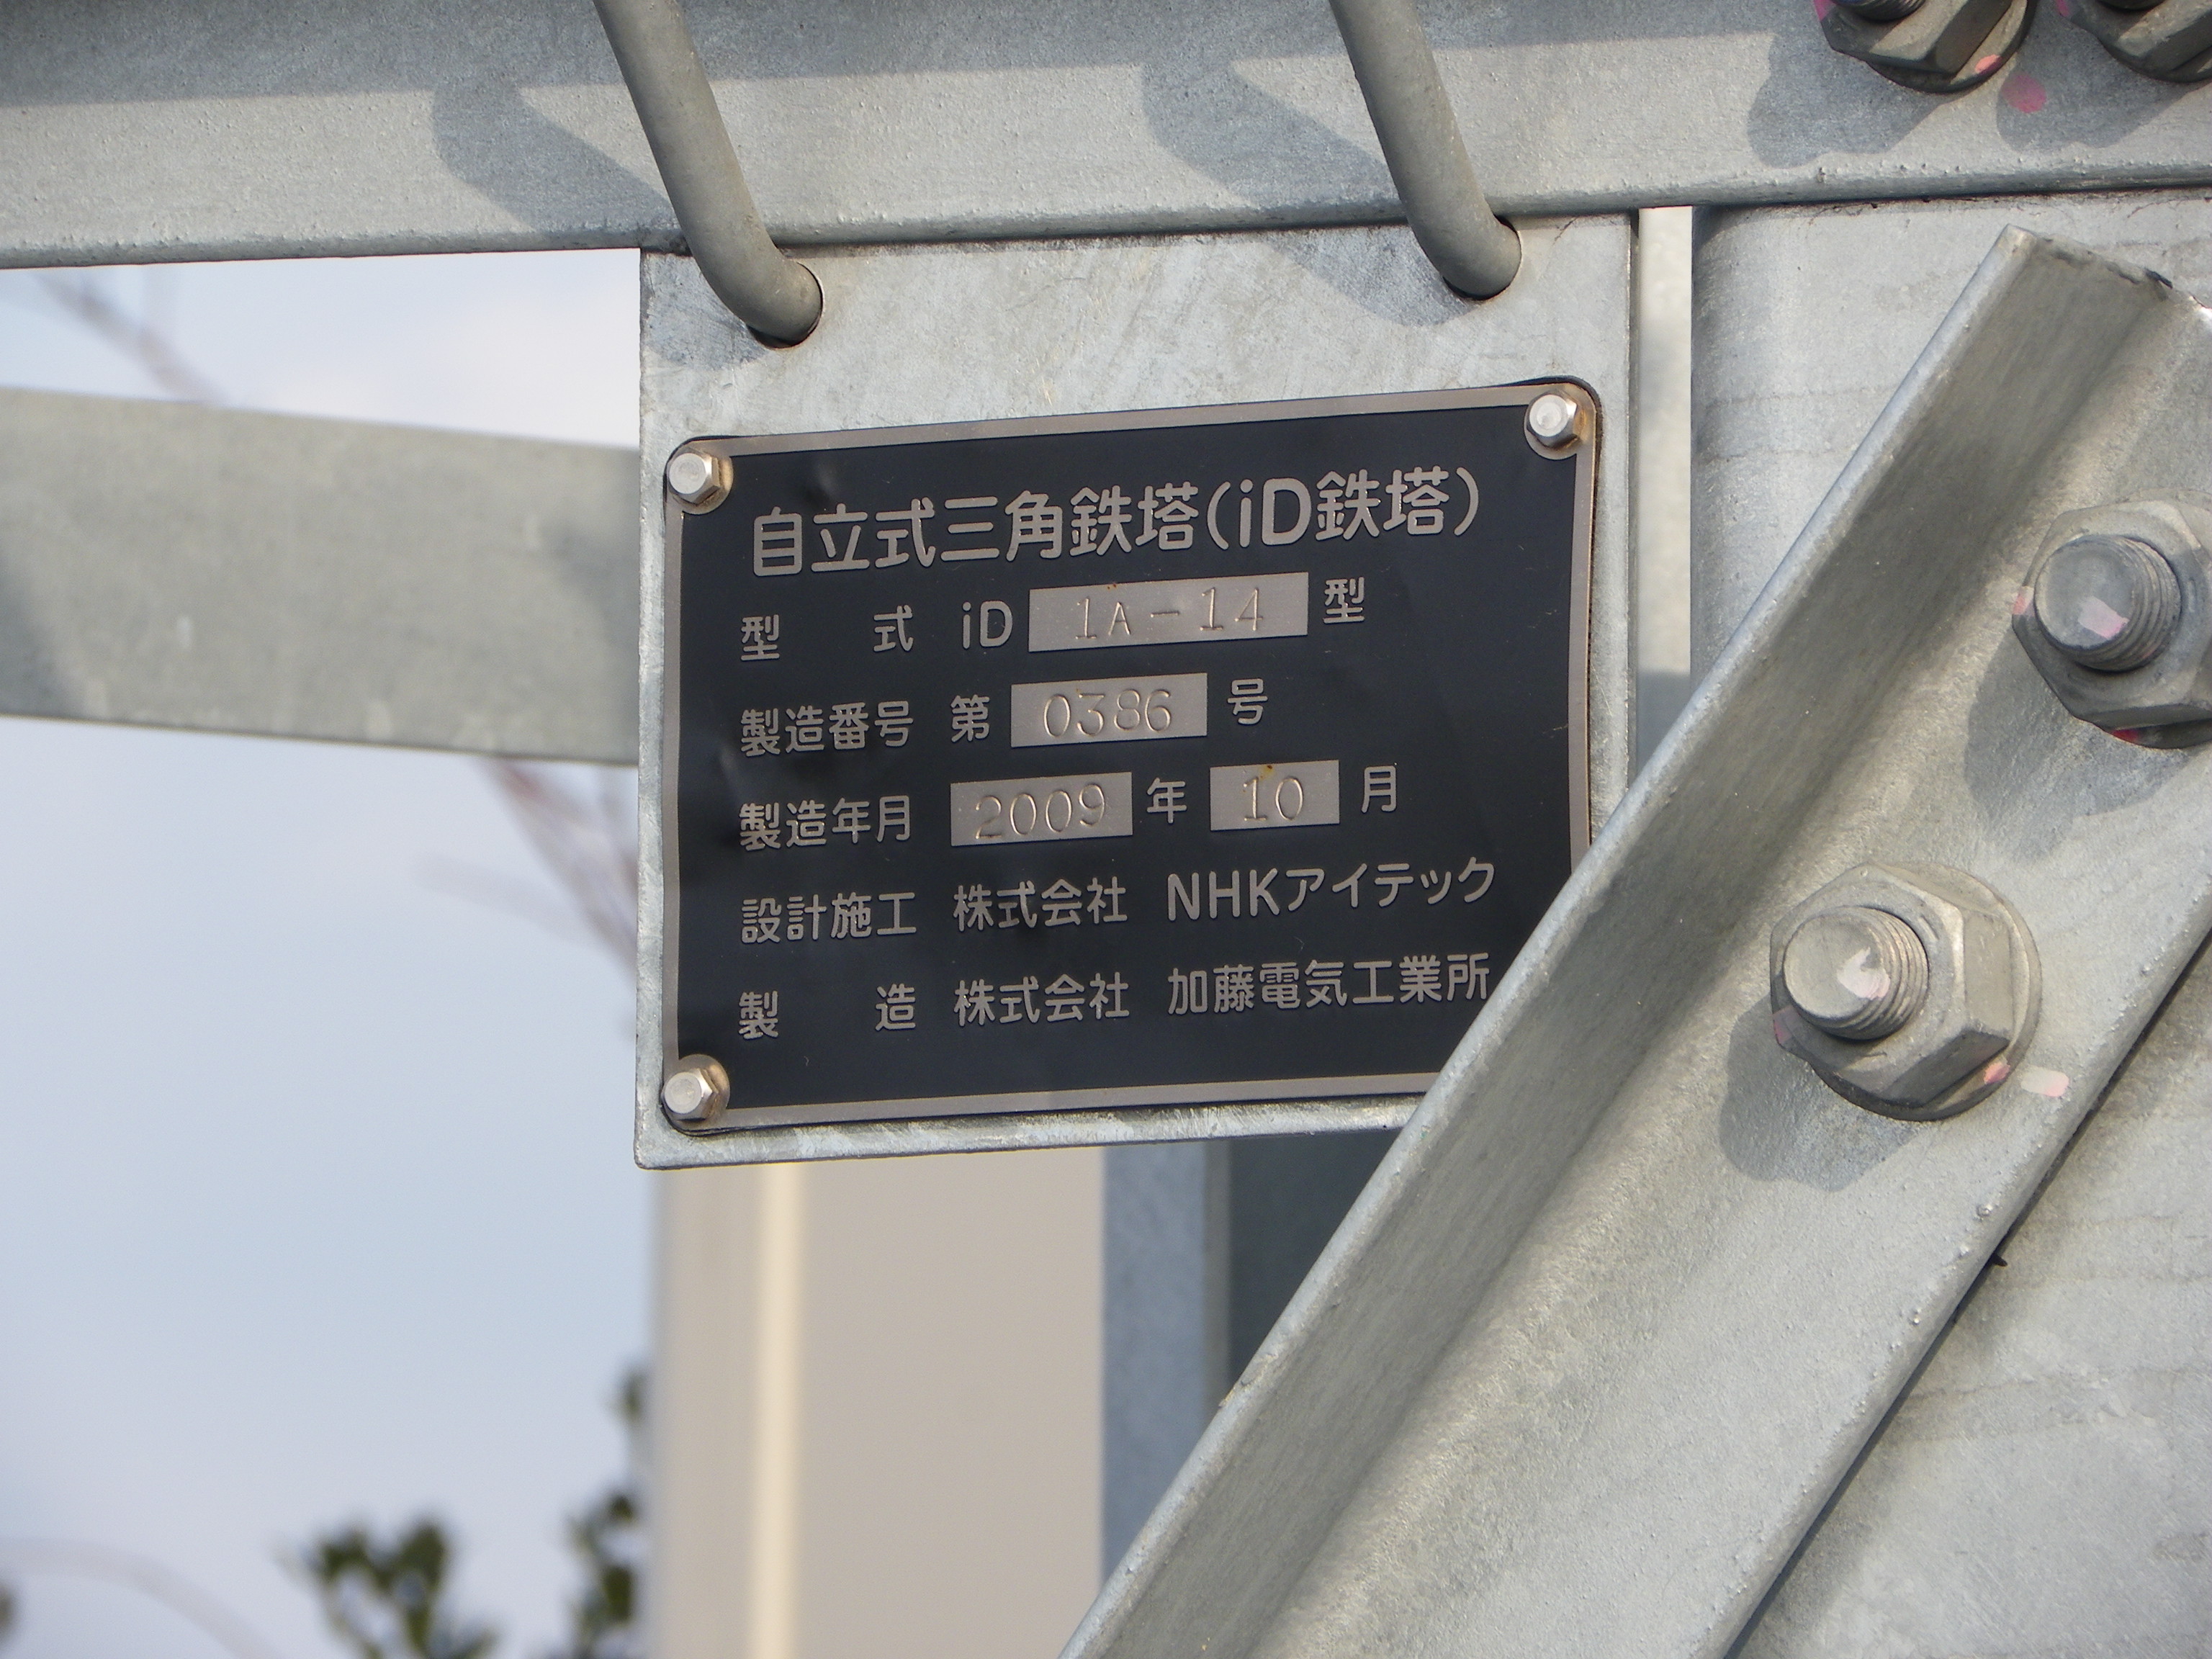 自立式三角鉄塔(iD鉄塔)
型 式 iD 1A-14 型
製造番号 第 0386 号
製造年月 2009 年 10 月
設計施工 株式会社 NHKアイテック
製 造 株式会社 加藤電気工業所